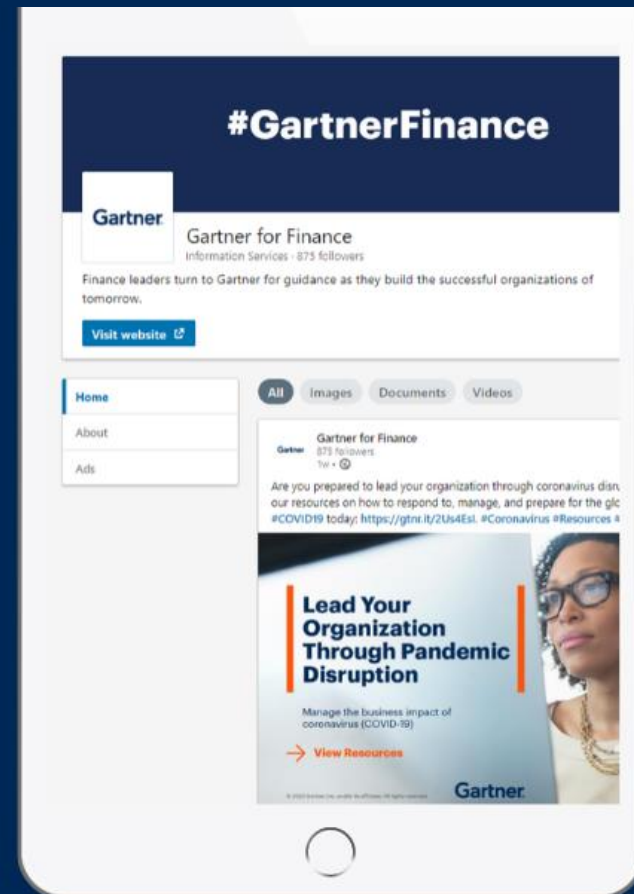 #GartnerFinance
Gartner
Gartner for Finance
Information Services · 875 followers
Finance leaders turn to Gartner for guidance as they build the successful organizations of
tomorrow.
Visit website
Home
About
Ads
All Images Documents Videos
Gartner
Gartner for Finance
875 followers
1w •
Are you prepared to lead your organization through coronavirus
our resources on how to respond to, manage, and prepare for the
#COVID19 today: https://gtnr.it/2Us4EsI. #Coronavirus #Resources #
Lead Your
Organization
Through Pandemic
Disruption
Manage the business impact of
coronavirus (COVID-19)
View Resources
Gartner